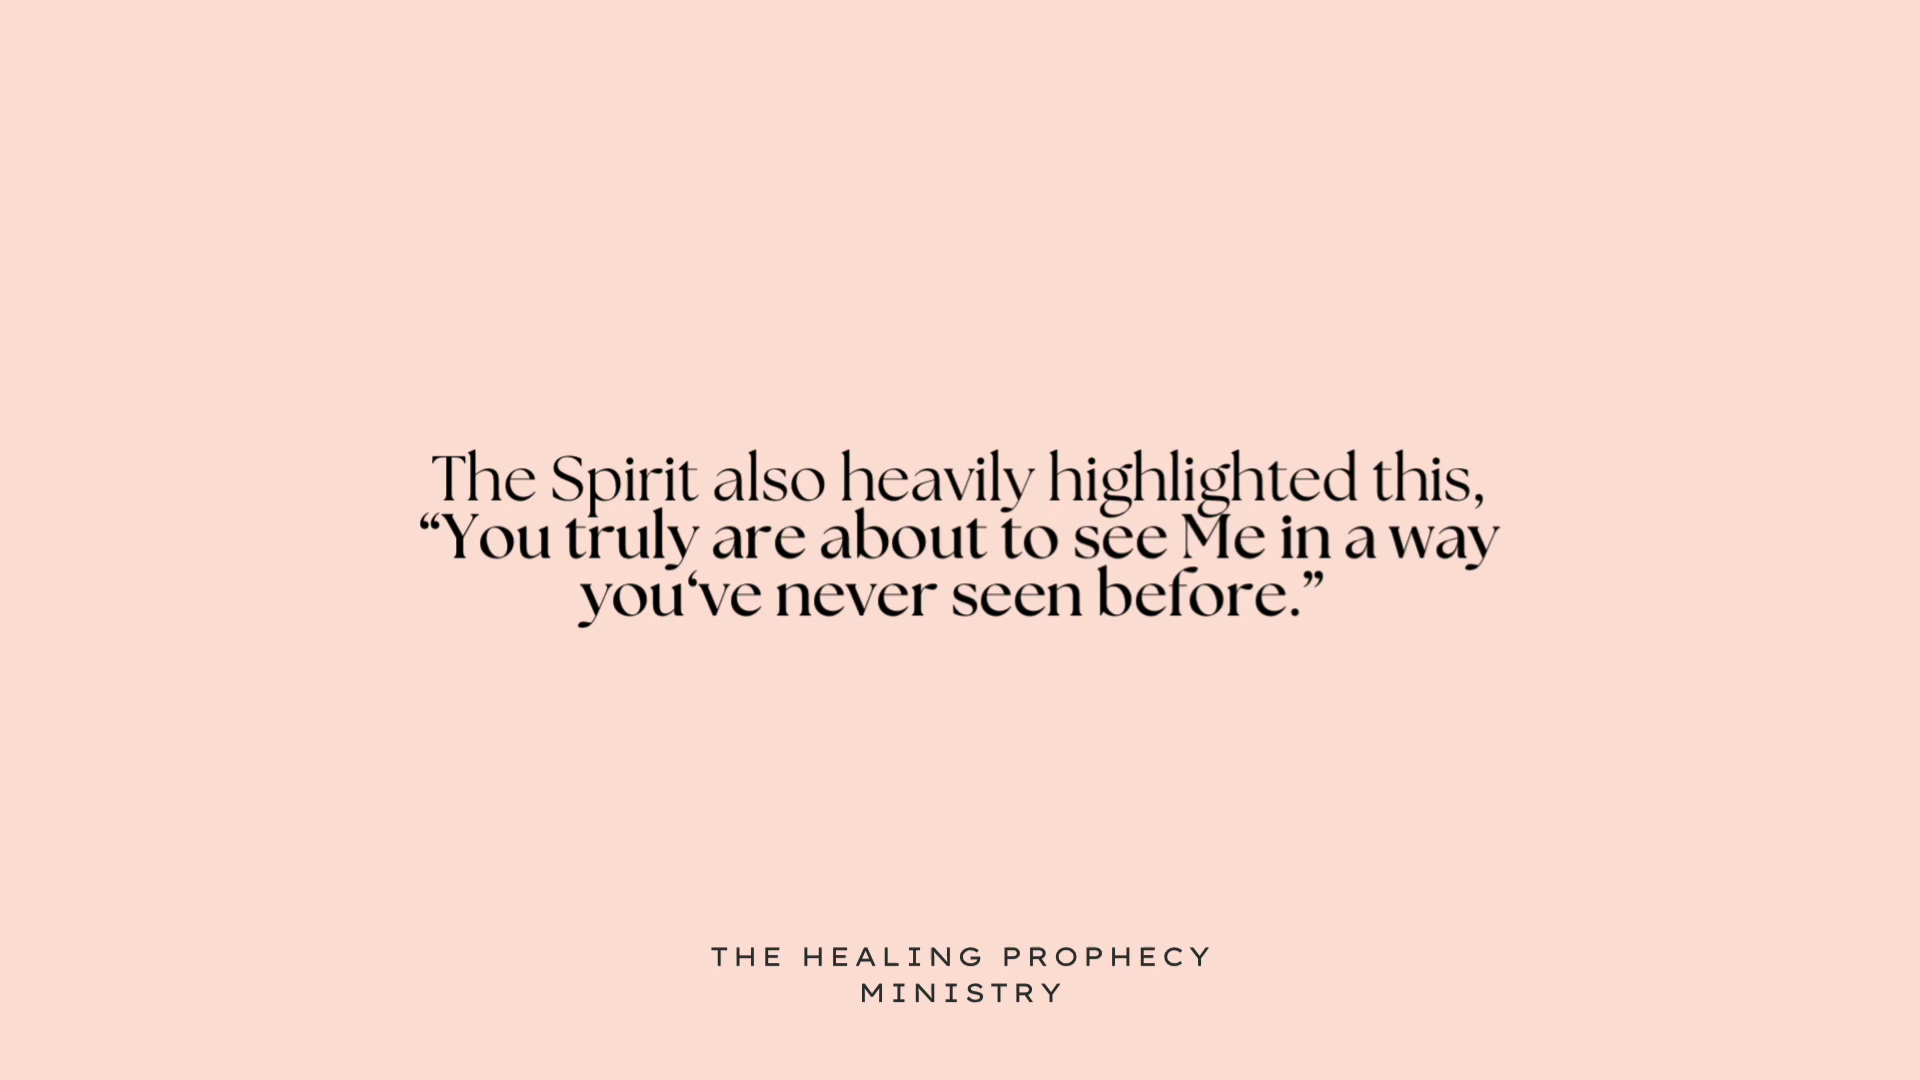 The Spirit also heavily highlighted this,
“You truly are about to see Me in a way
you‘ve never seen before.”
THE HEALING PROPHECY
MINISTRY